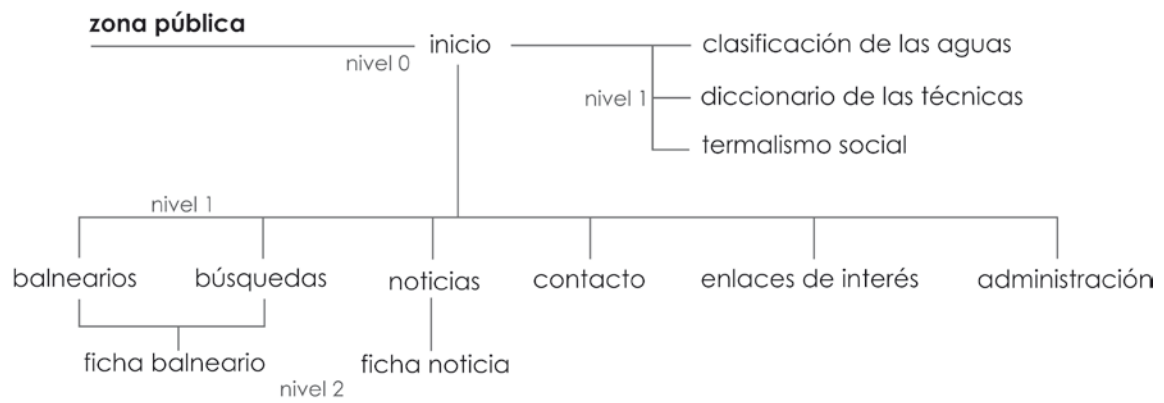 zona pública
nivel 0
inicio
clasificación de las aguas
nivel 1
diccionario de las técnicas
termalismo social
nivel 1
balnearios
búsquedas
noticias
contacto
enlaces de interés
administración
ficha balneario
ficha noticia
nivel 2